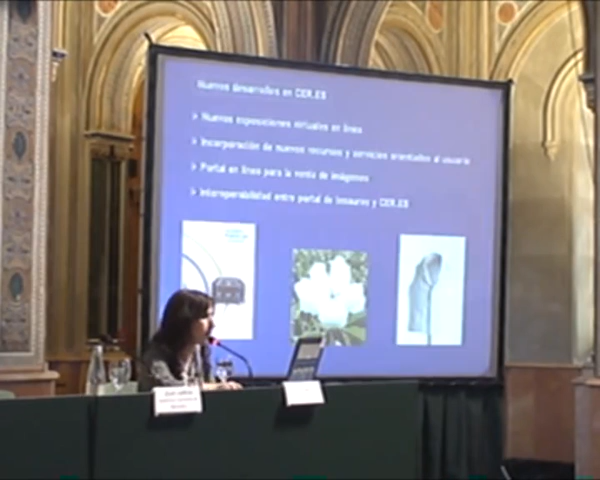 Nuevos desarrollos en CER.ES
> Nuevas exposiciones virtuales en línea
> Incorporación de nuevos recursos y servicios orientados al usuario
> Portal en línea para la venta de imágenes
> Interoperabilidad entre portal de tesauros y CER.ES